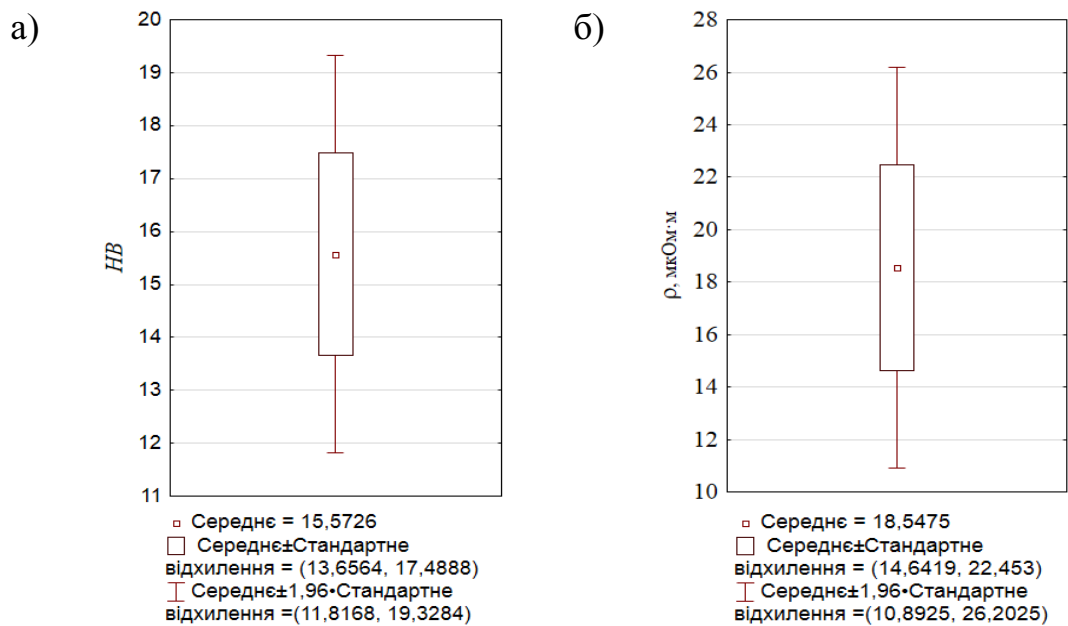 а)
20
19
18
17
16
15
14
13
12
11
HB
Середнє = 15,5726
Середнє±Стандартне
відхилення = (13,6564, 17,4888)
Середнє±1,96•Стандартне
відхилення =(11,8168, 19,3284)
б)
28
26
24
22
20
18
16
14
12
10
ρ, мкОм·м
Середнє = 18,5475
Середнє±Стандартне
відхилення = (14,6419, 22,453)
Середнє±1,96•Стандартне
відхилення =(10,8925, 26,2025)